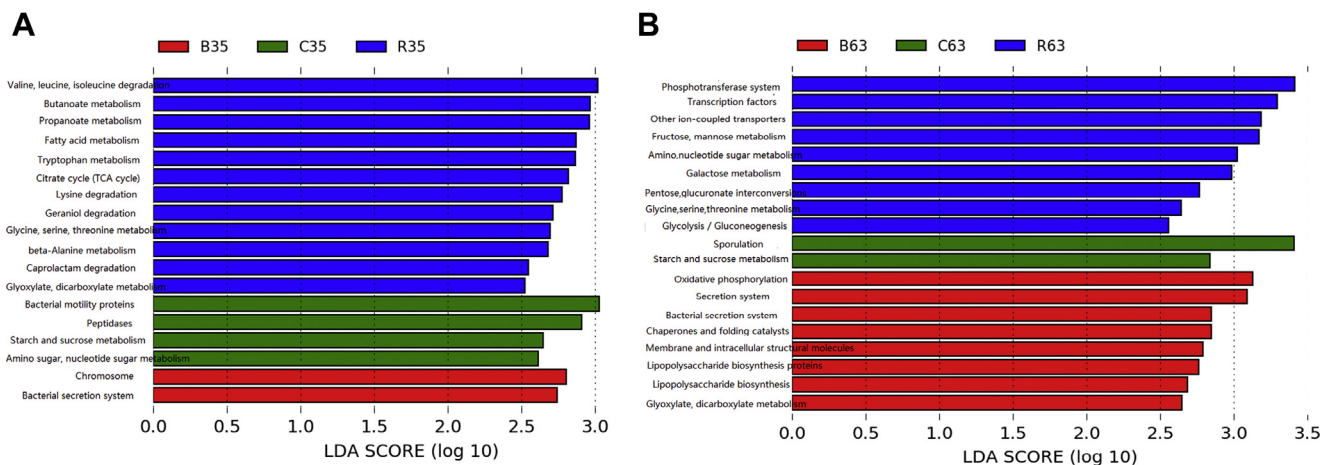 A
B35 C35 R35
Valine, leucine, isoleucine degradation
Butanoate metabolism
Propanoate metabolism
Fatty acid metabolism
Tryptophan metabolism
Citrate cycle (TCA cycle)
Lysine degradation
Geraniol degradation
Glycine, serine, threonine metabolism
beta-Alanine metabolism
Caprolactam degradation
Glyoxylate, dicarboxylate metabolism
Bacterial motility proteins
Peptidases
Starch and sucrose metabolism
Amino sugar, nucleotide sugar metabolism
Chromosome
Bacterial secretion system
0.0 0.5 1.0 1.5 2.0 2.5 3.0
LDA SCORE (log 10)
B
B63 C63 R63
Phosphotransferase system
Transcription factors
Other ion-coupled transporters
Fructose, mannose metabolism
Amino,nucleotide sugar metabolism
Galactose metabolism
Pentose,glucuronate interconversions
Glycine,serine,threonine metabolism
Glycolysis / Gluconeogenesis
Sporulation
Starch and sucrose metabolism
Oxidative phosphorylation
Secretion system
Bacterial secretion system
Chaperones and folding catalysts
Membrane and intracellular structural molecules
Lipopolysaccharide biosynthesis proteins
Lipopolysaccharide biosynthesis
Glyoxylate, dicarboxylate metabolism
0.0 0.5 1.0 1.5 2.0 2.5 3.0 3.5
LDA SCORE (log 10)